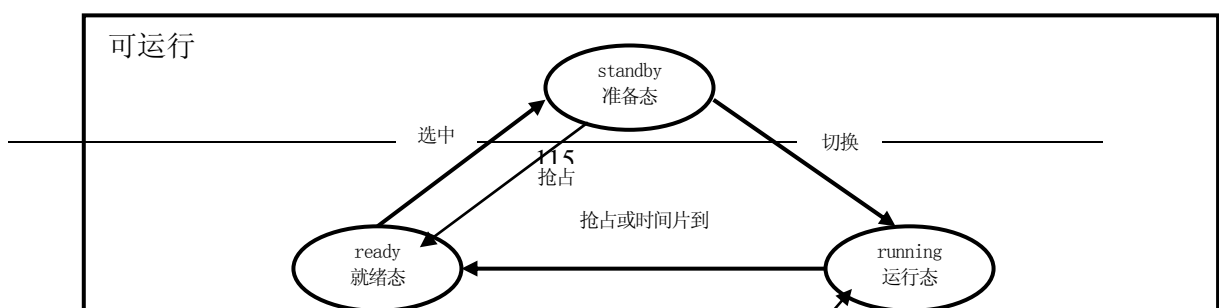 可运行
standby
准备态
选中
切换
115
抢占
抢占或时间片到
ready
就绪态
running
运行态